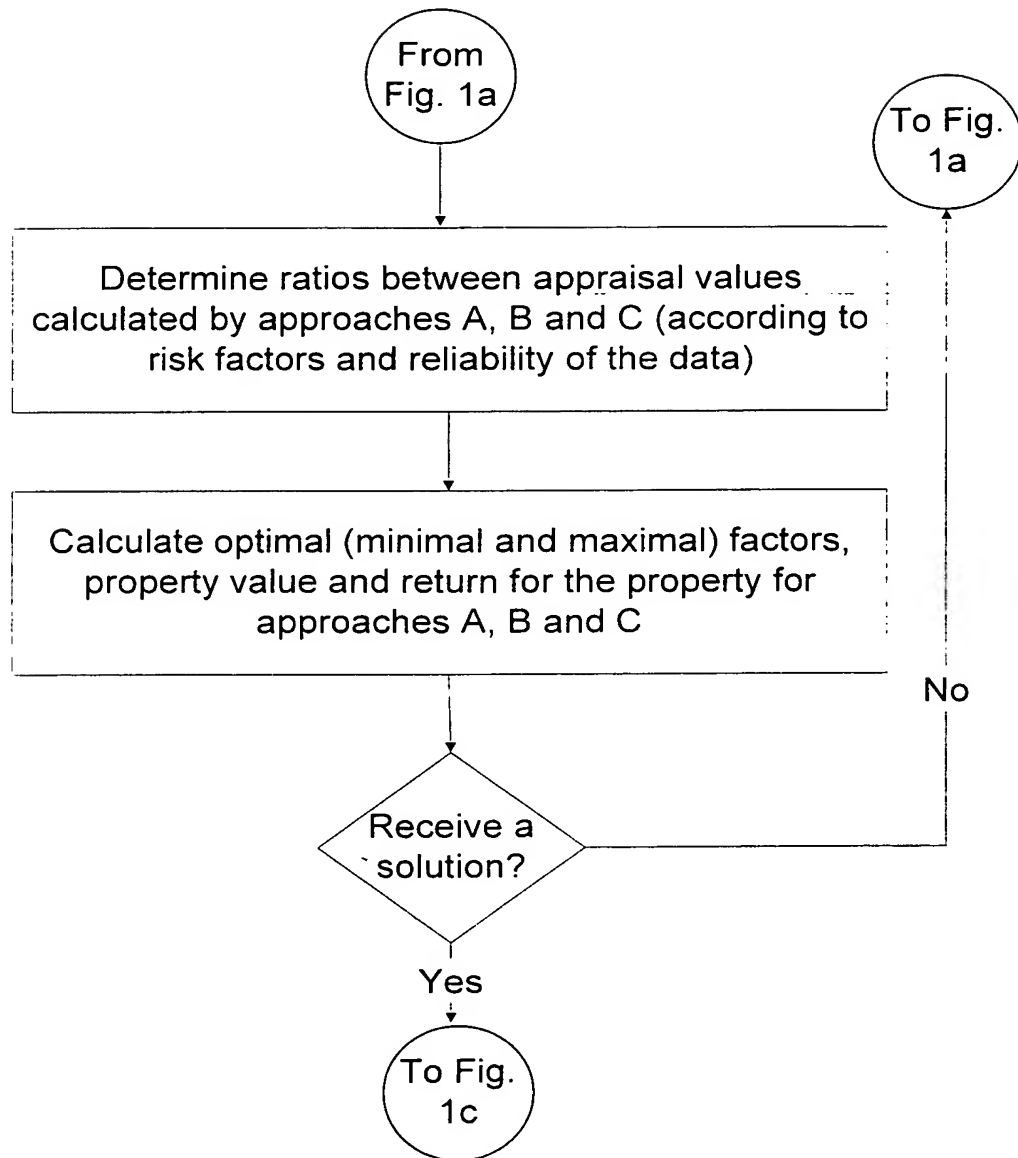 From
Fig. 1a
To Fig.
1a
Determine ratios between appraisal values
calculated by approaches A, B and C (according to
risk factors and reliability of the data)
Calculate optimal (minimal and maximal) factors,
property value and return for the property for
approaches A, B and C
No
Receive a
solution?
Yes
To Fig.
1c